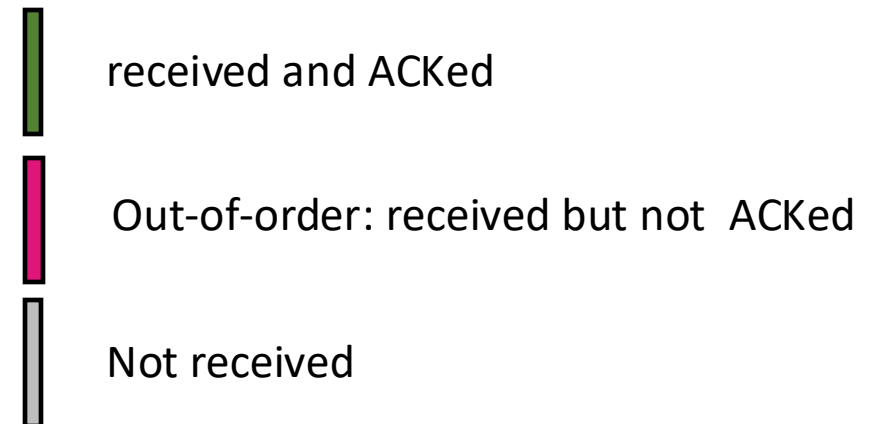 received and ACKed
Out-of-order: received but not ACKed
Not received